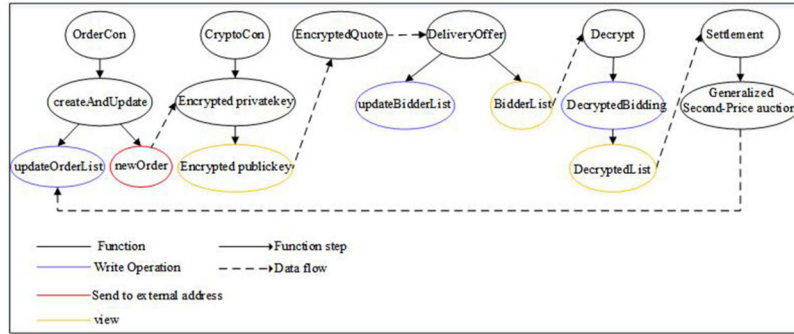 OrderCon
CryptoCon
EncryptedQuote
DeliveryOffer
Decrypt
Settlement
createAndUpdate
Encrypted privatekey
updateBidderList
BidderList
DecryptedBidding
Generalized
Second-Price auction
updateOrderList
newOrder
Encrypted publickey
DecryptedList
Function
Function step
Write Operation
Data flow
Send to external address
view